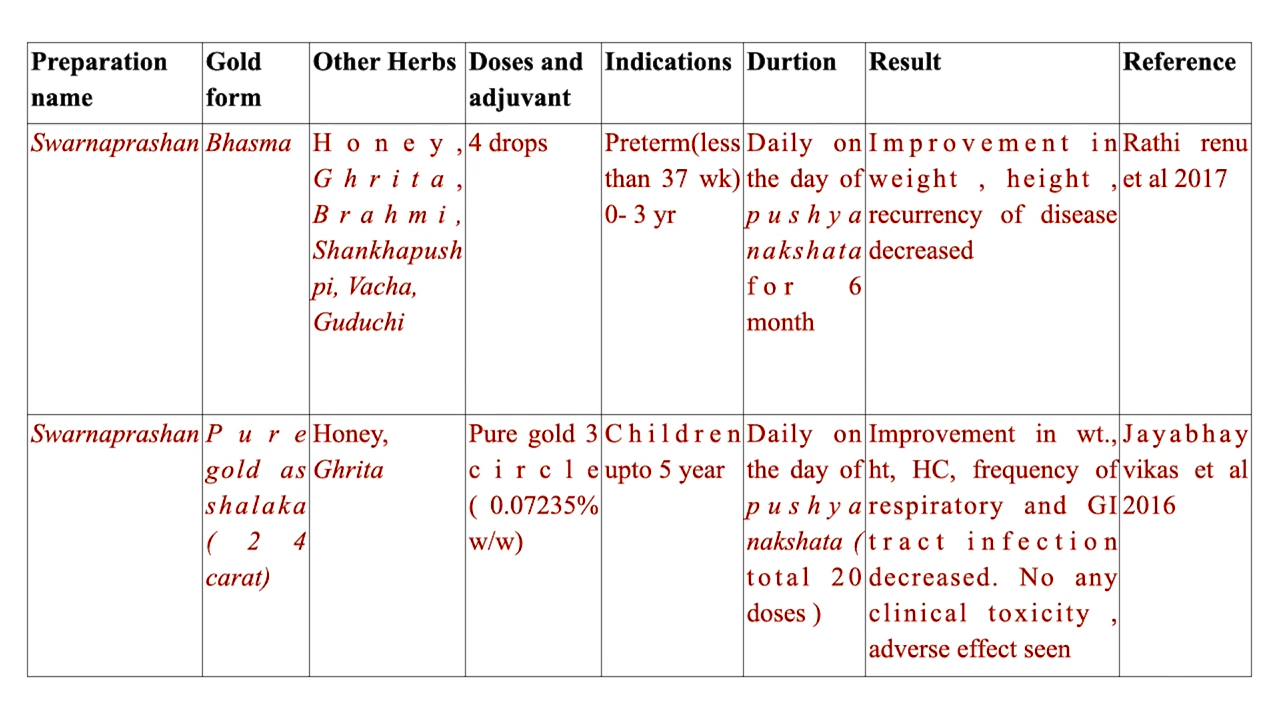 Preparation name
Gold form
Other Herbs
Doses and adjuvant
Indications
Durtion
Result
Reference
Swarnaprashan
Bhasma
Honey,
Ghrita,
Brahmi,
Shankhapush
pi, Vacha,
Guduchi
4 drops
Preterm(less
than 37 wk)
0- 3 yr
Daily on
the day of
pushya
nakshata
for 6
month
Improvement in
weight , height ,
recurrency of disease
decreased
Rathi renu
et al 2017
Swarnaprashan
Pure
gold as
shalaka
( 2 4
carat)
Honey,
Ghrita
Pure gold 3
circle
( 0.07235%
w/w)
Children
upto 5 year
Daily on
the day of
pushya
nakshata (
total 20
doses )
Improvement in wt.,
ht, HC, frequency of
respiratory and GI
tract infection
decreased. No any
clinical toxicity ,
adverse effect seen
Jayabhay
vikas et al
2016